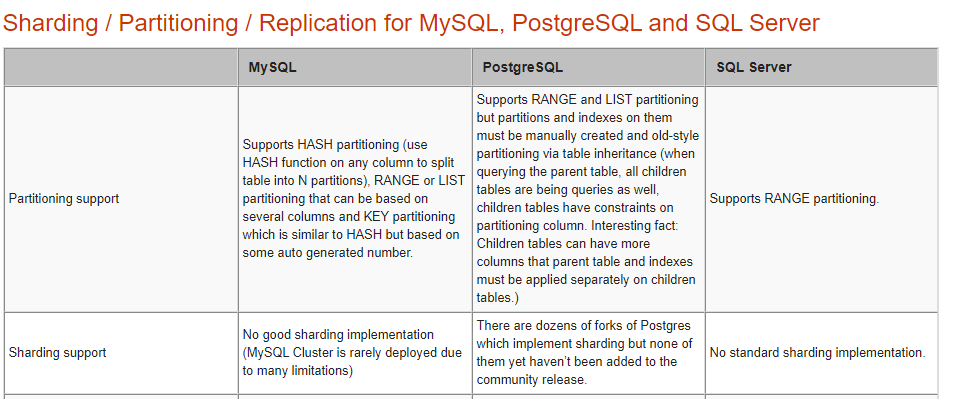 Sharding / Partitioning / Replication for MySQL, PostgreSQL and SQL Server
MySQL
PostgreSQL
SQL Server
Partitioning support
Supports HASH partitioning (use
HASH function on any column to split
table into N partitions), RANGE or LIST
partitioning that can be based on
several columns and KEY partitioning
which is similar to HASH but based on
some auto generated number.
Supports RANGE and LIST partitioning
but partitions and indexes on them
must be manually created and old-style
partitioning via table inheritance (when
querying the parent table, all children
tables are being queries as well,
children tables have constraints on
partitioning column. Interesting fact:
Children tables can have more
columns that parent table and indexes
must be applied separately on children
tables.)
Supports RANGE partitioning.
Sharding support
No good sharding implementation
(MySQL Cluster is rarely deployed due
to many limitations)
There are dozens of forks of Postgres
which implement sharding but none of
them yet haven't been added to the
community release.
No standard sharding implementation.